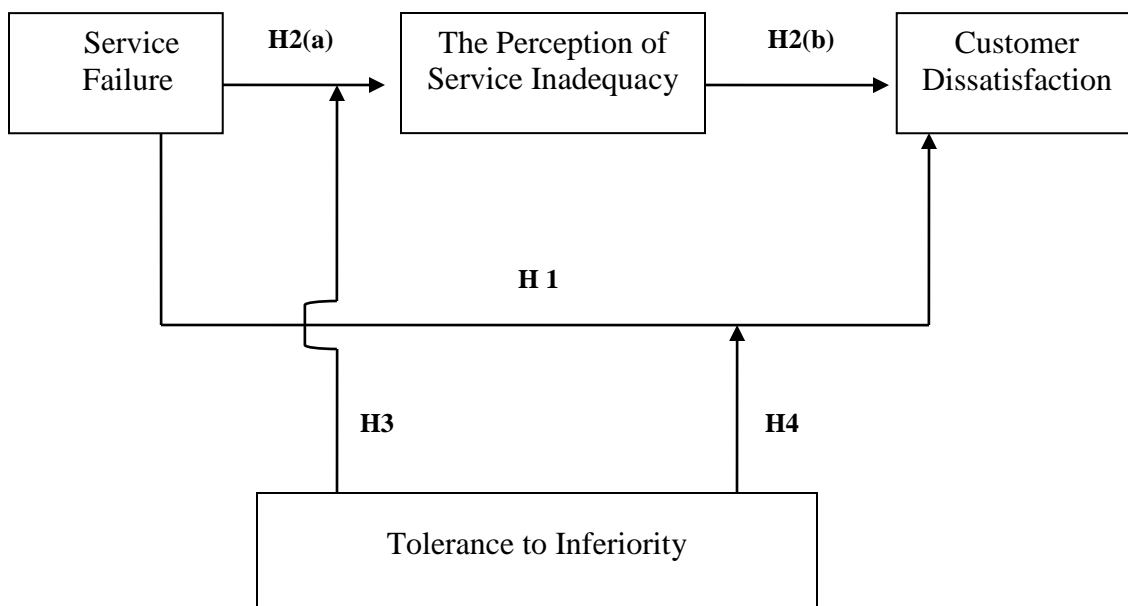 Service
Failure
H2(a)
The Perception of
Service Inadequacy
H2(b)
Customer
Dissatisfaction
H 1
H3
H4
Tolerance to Inferiority